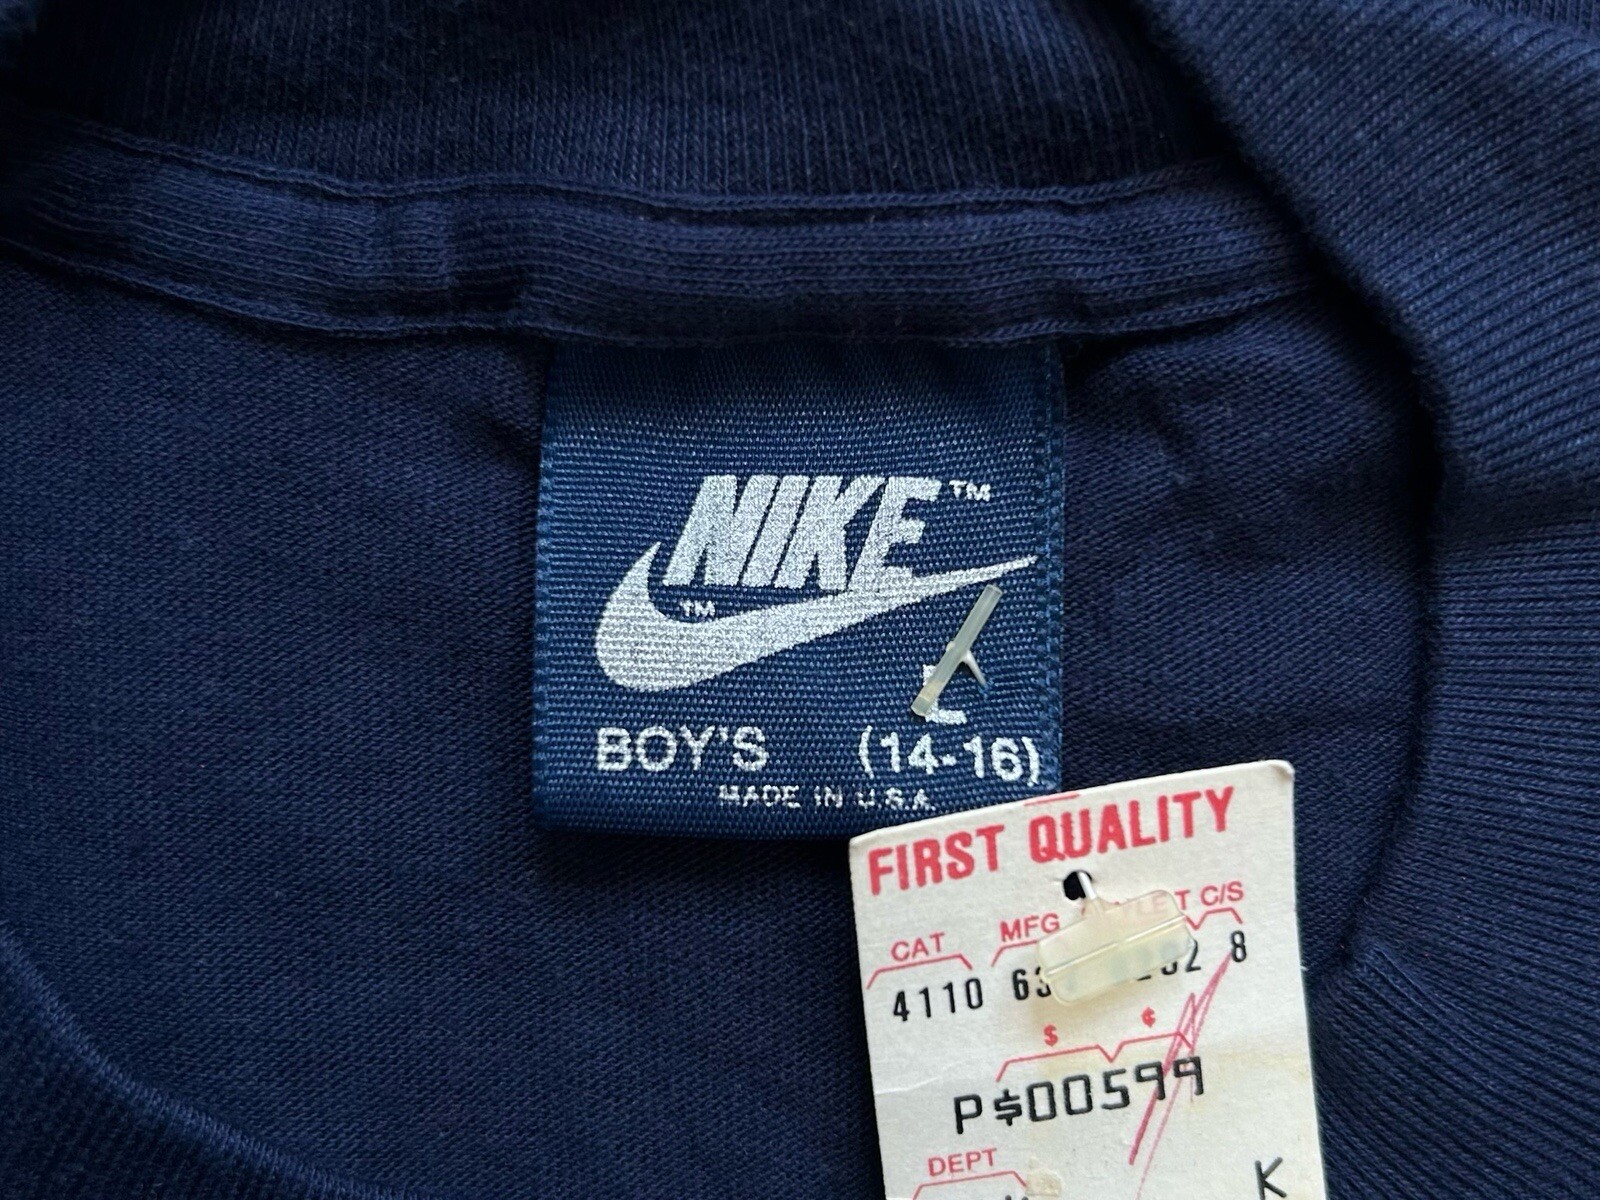 NIKE™
™
L
BOY'S (14-16)
MADE IN U.S.A.
FIRST QUALITY
CAT MFG C/S
4110 8
$ ¢
P$00599
DEPT
K